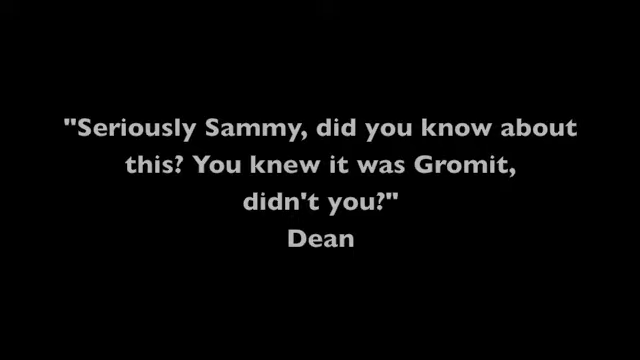 "Seriously Sammy, did you know about
this? You knew it was Gromit,
didn't you?"
Dean